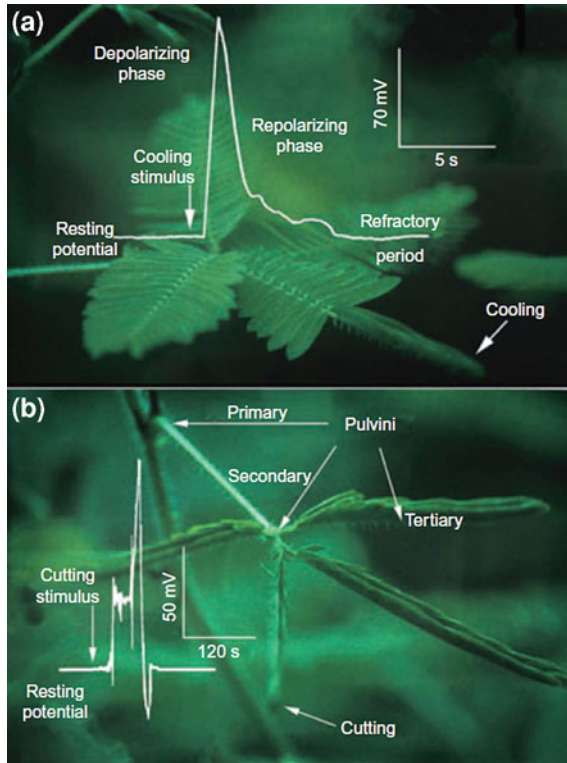 (a)
Depolarizing
phase
Repolarizing
phase
70 mV
5 s
Cooling
stimulus
Resting
potential
Refractory
period
Cooling
(b)
Primary
Pulvini
Secondary
Tertiary
Cutting
stimulus
50 mV
120 s
Resting
potential
Cutting